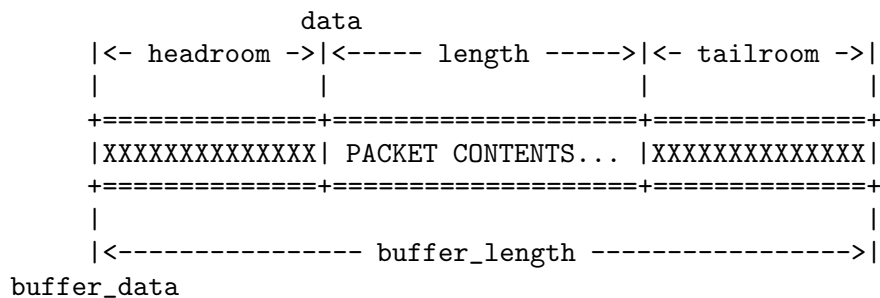 data
       |<- headroom ->|<----- length ----->|<- tailroom ->|
       |              |                    |              |
       +==============+====================+==============+
       |XXXXXXXXXXXXXX| PACKET CONTENTS... |XXXXXXXXXXXXXX|
       +==============+====================+==============+
       |                                                  |
       |<---------------- buffer_length ----------------->|
buffer_data